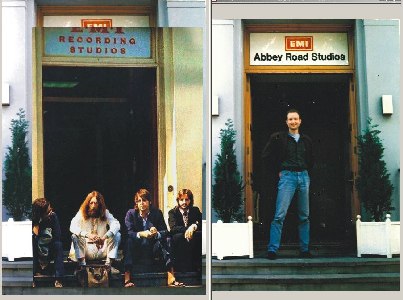 EMI
RECORDING
STUDIOS
EMI
Abbey Road Studios